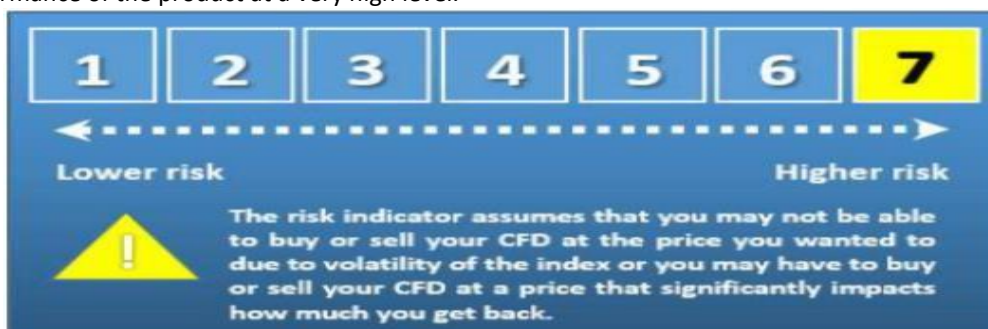 rmance of the product at a very high level.
1 2 3 4 5 6 7
Lower risk Higher risk
!
The risk indicator assumes that you may not be able
to buy or sell your CFD at the price you wanted to
due to volatility of the index or you may have to buy
or sell your CFD at a price that significantly impacts
how much you get back.